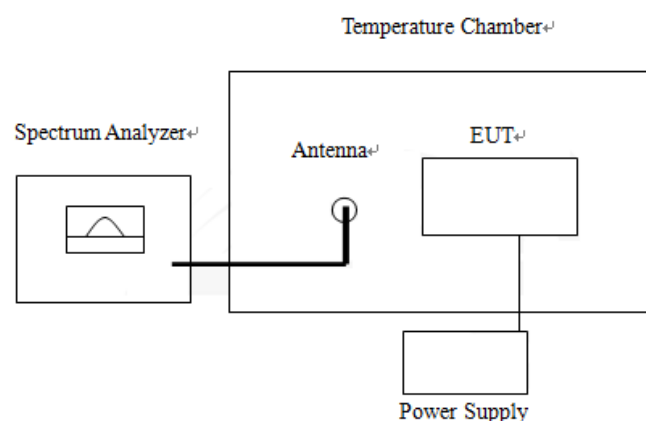 Temperature Chamber↵
Spectrum Analyzer↵
Antenna↵
EUT↵
Power Supply